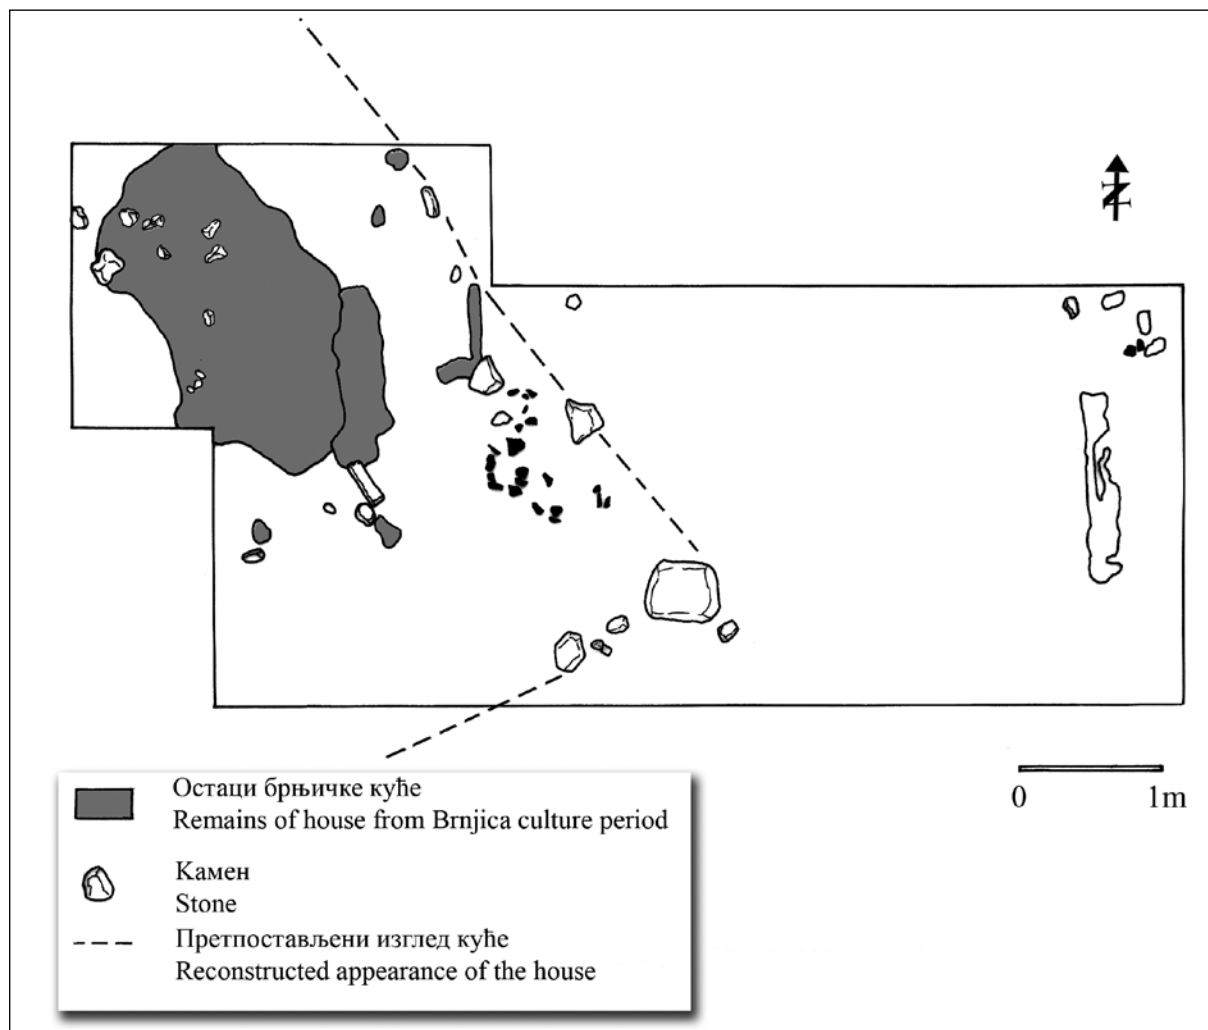 N
0 1m
Остаци брњичке куће
Remains of house from Brnjica culture period
Камен
Stone
Претпостављени изглед куће
Reconstructed appearance of the house